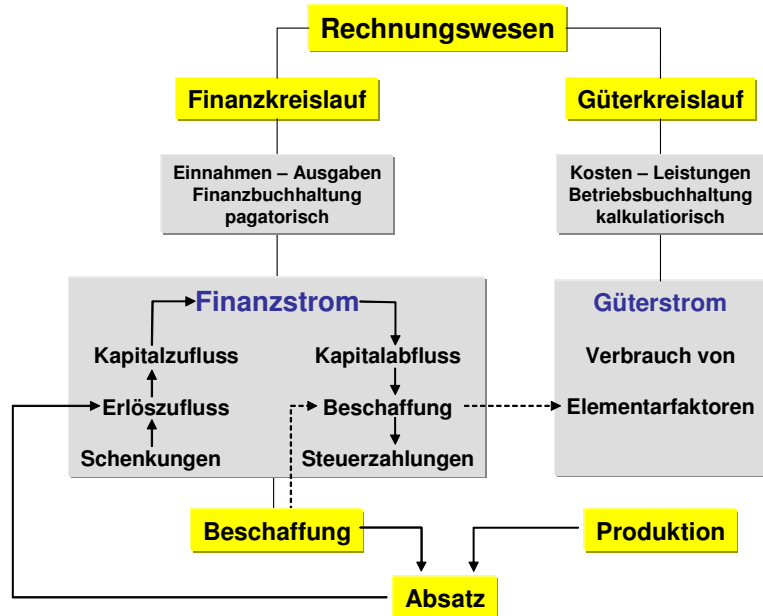 Rechnungswesen
Finanzkreislauf
Güterkreislauf
Einnahmen – Ausgaben
Finanzbuchhaltung
pagatorisch
Kosten – Leistungen
Betriebsbuchhaltung
kalkulatiorisch
Finanzstrom
Kapitalzufluss
Kapitalabfluss
Erlöszufluss
Beschaffung
Schenkungen
Steuerzahlungen
Güterstrom
Verbrauch von
Elementarfaktoren
Beschaffung
Produktion
Absatz